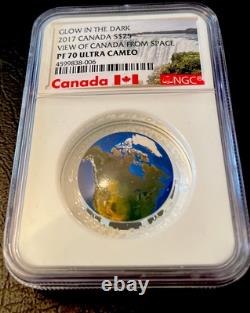 GLOW IN THE DARK
2017 CANADA S$25
VIEW OF CANADA FROM SPACE
PF 70 ULTRA CAMEO
4599838-006
Canada
NGC